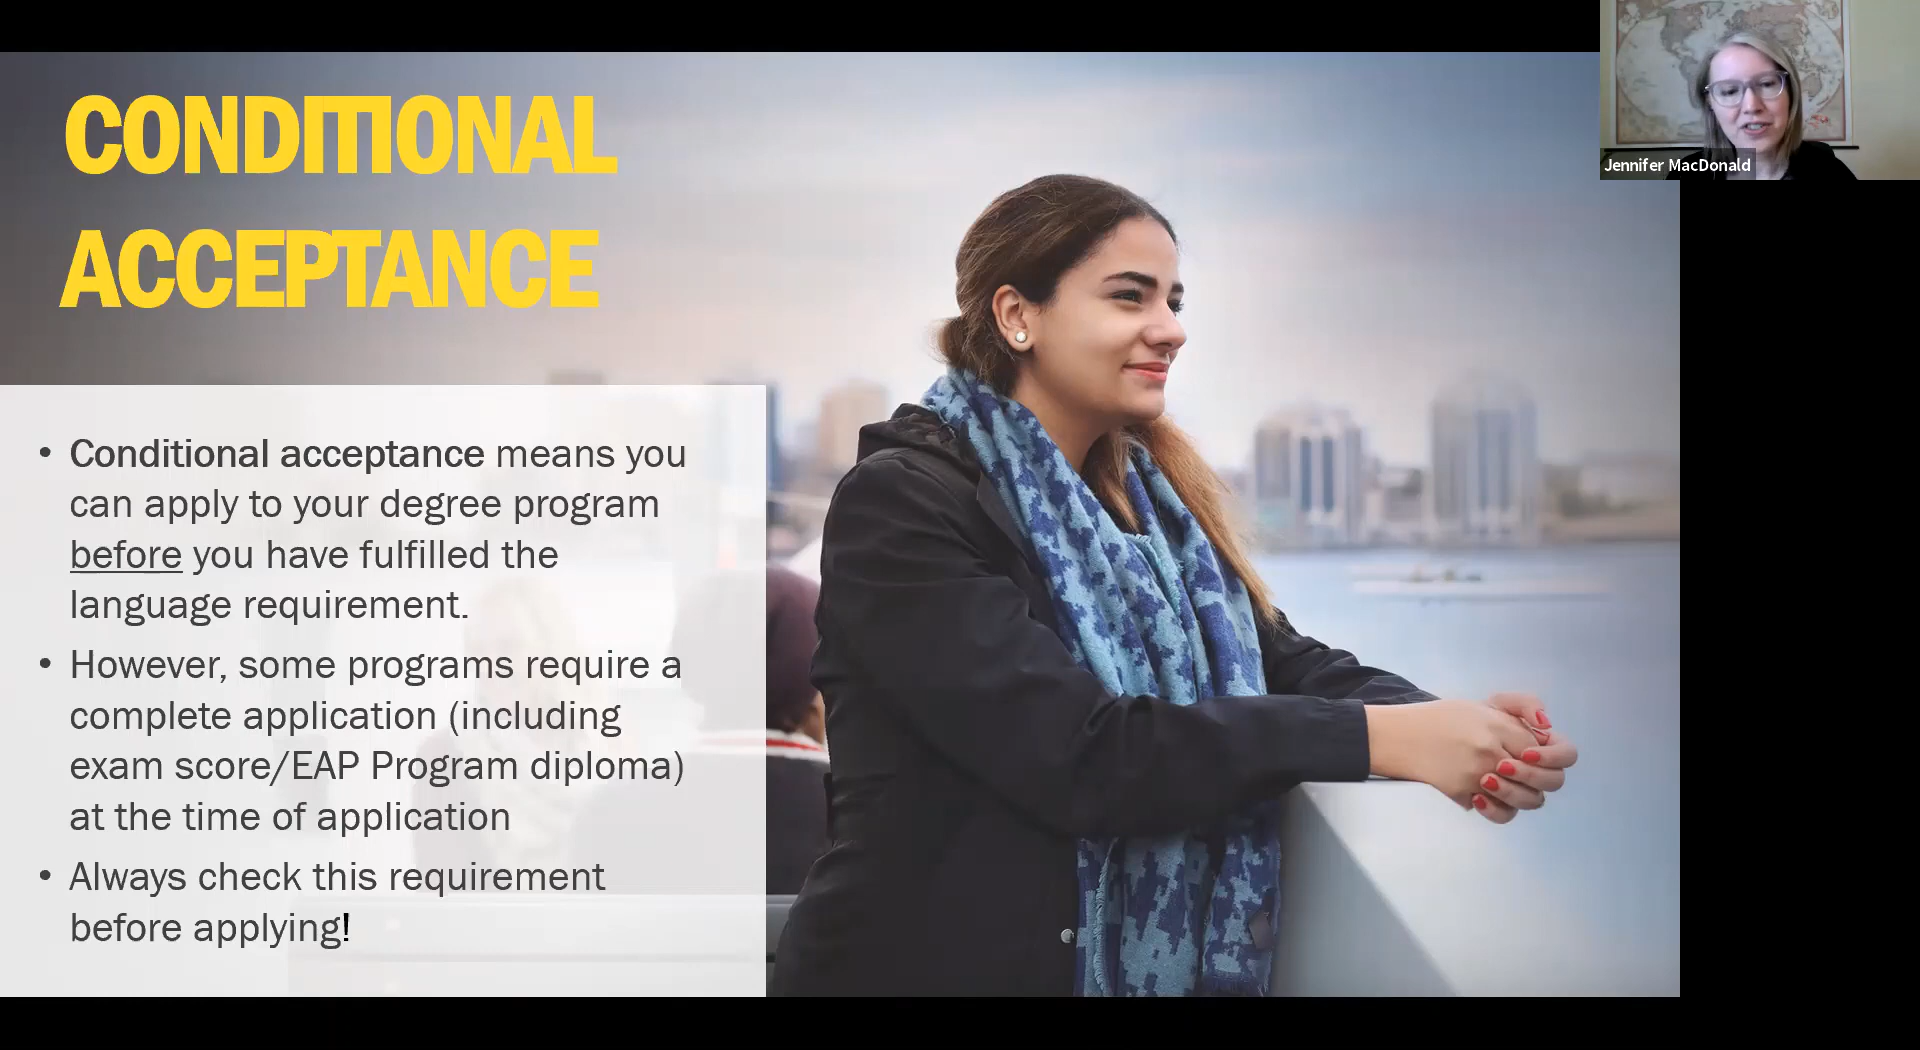 CONDITIONAL
ACCEPTANCE
Jennifer MacDonald
• Conditional acceptance means you
can apply to your degree program
before you have fulfilled the
language requirement.
• However, some programs require a
complete application (including
exam score/EAP Program diploma)
at the time of application
• Always check this requirement
before applying!